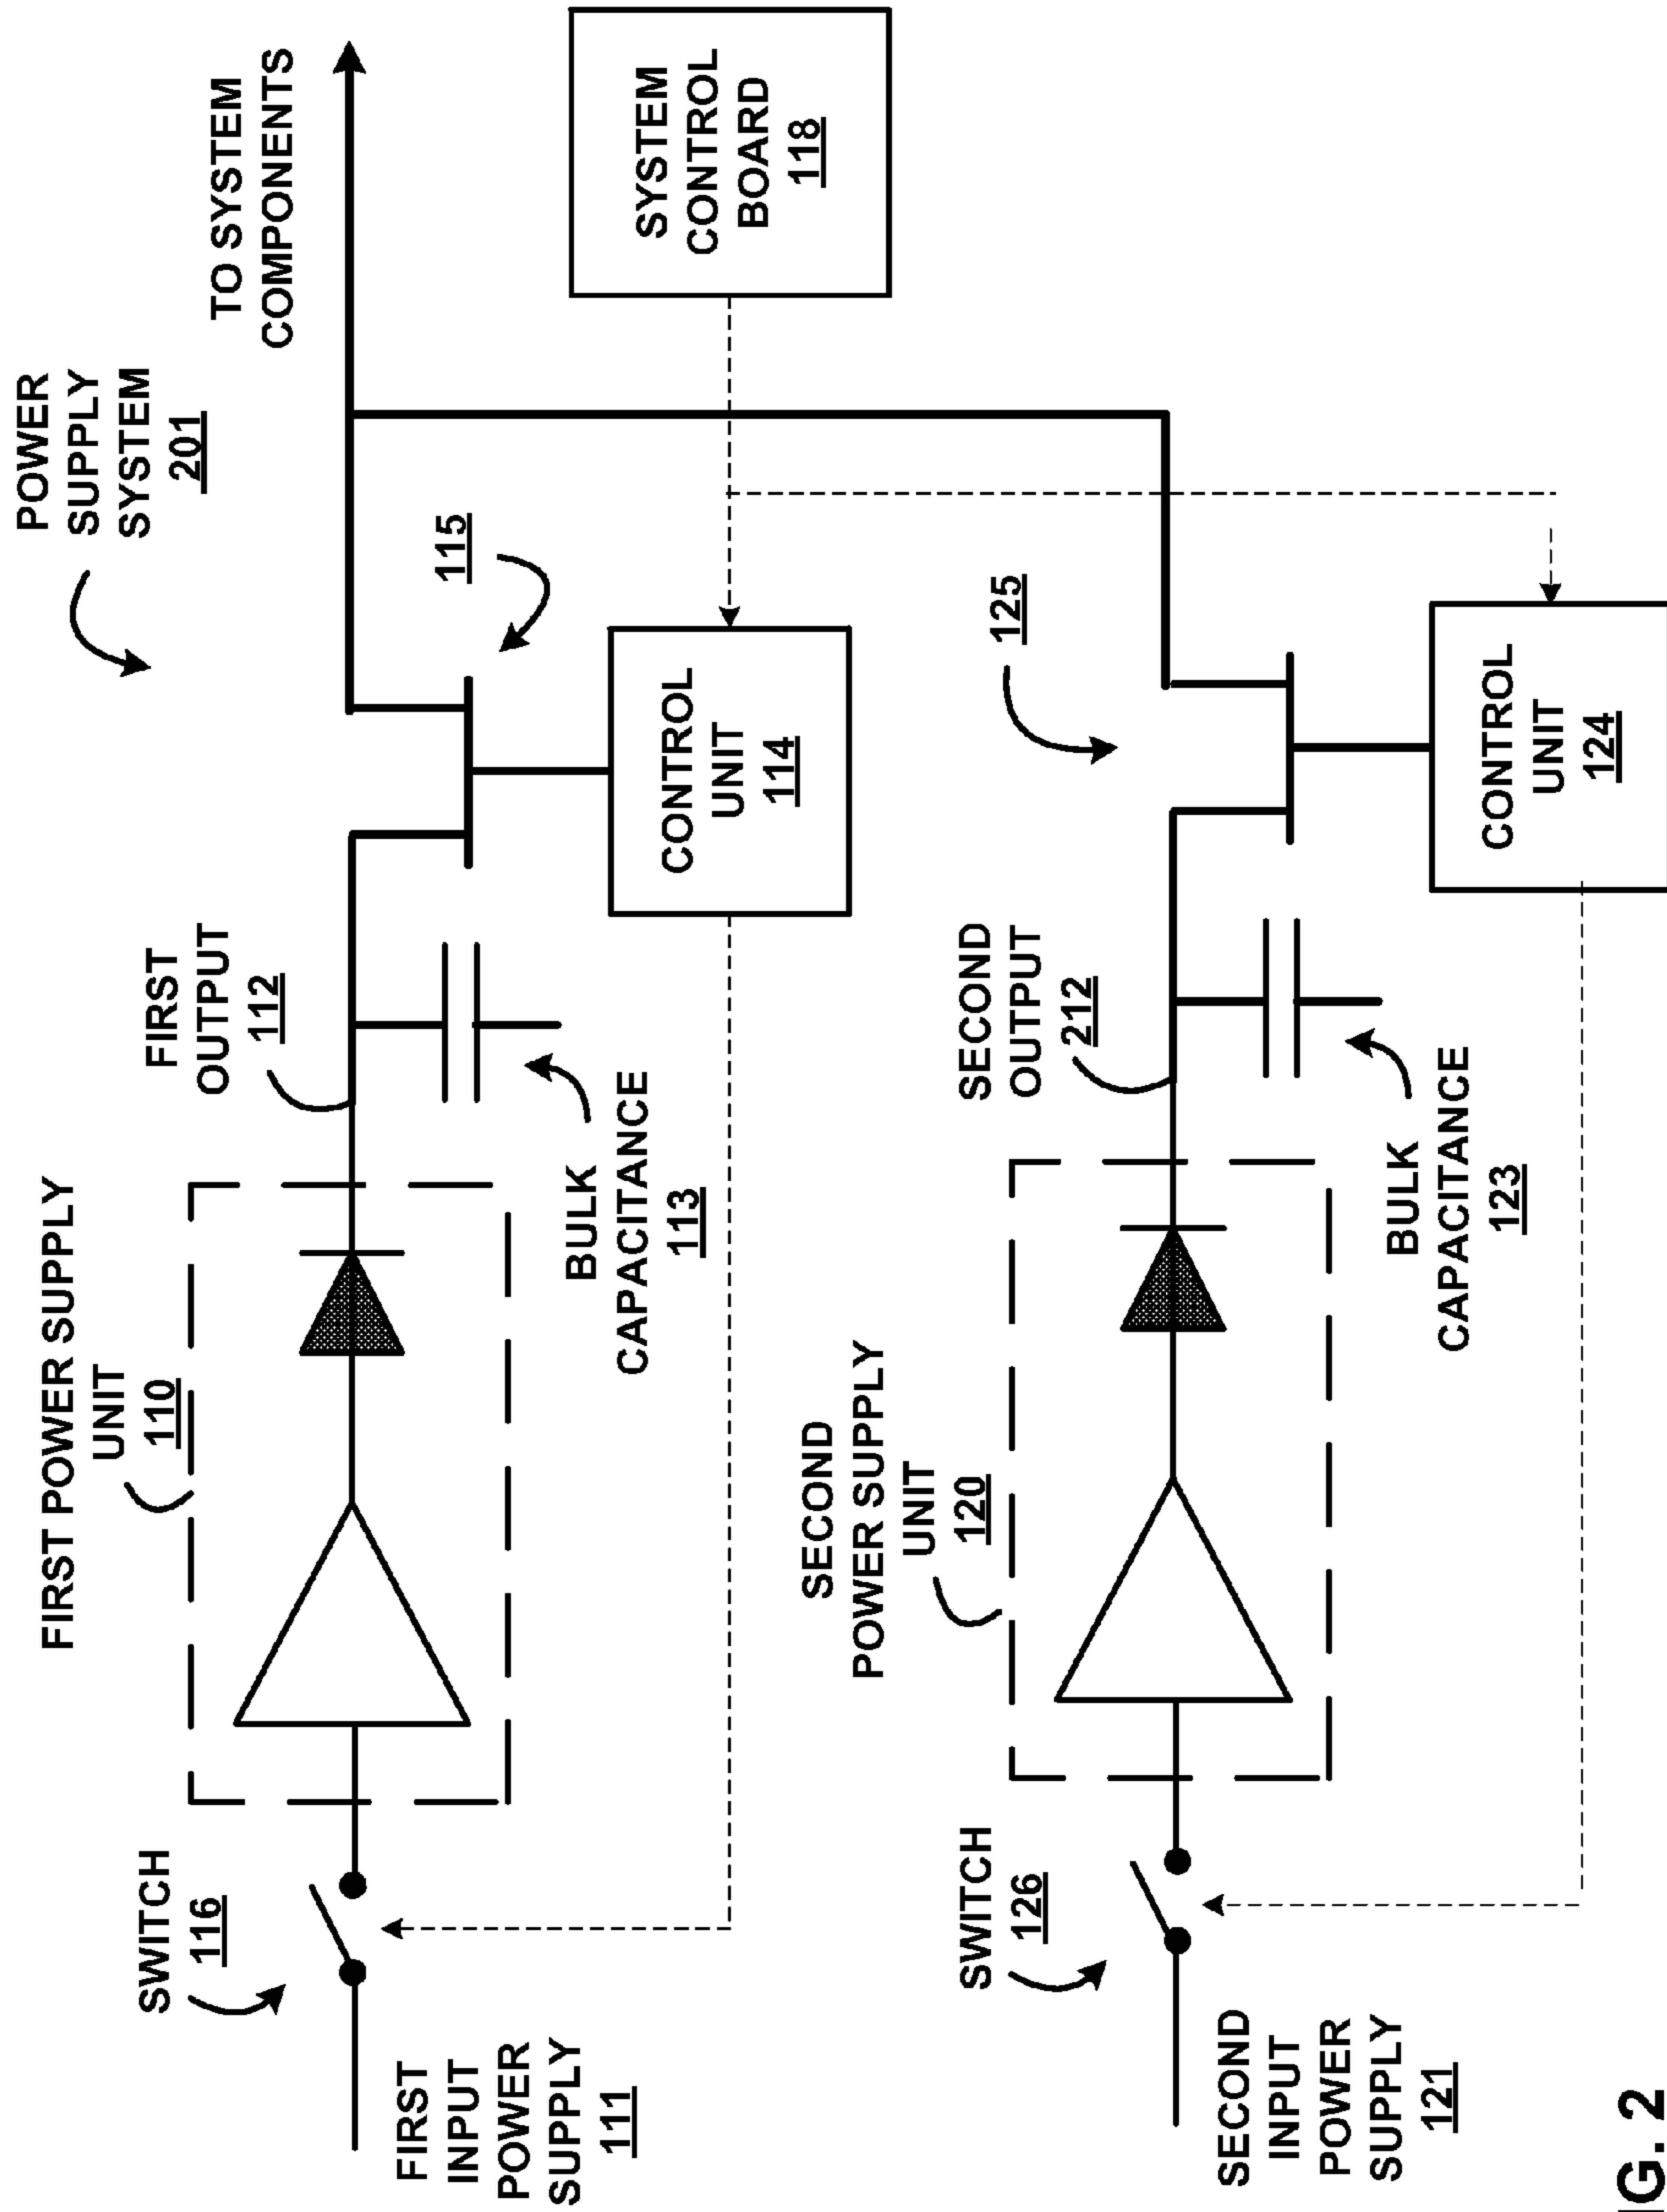 POWER
SUPPLY
SYSTEM
201
TO SYSTEM
COMPONENTS
FIRST POWER SUPPLY
UNIT
110
SWITCH
116
FIRST
OUTPUT
112
115
FIRST
INPUT
POWER
SUPPLY
111
BULK
CAPACITANCE
113
CONTROL
UNIT
114
SYSTEM
CONTROL
BOARD
118
SECOND
POWER SUPPLY
UNIT
120
SWITCH
126
SECOND
OUTPUT
212
125
SECOND
INPUT
POWER
SUPPLY
121
BULK
CAPACITANCE
123
CONTROL
UNIT
124
G. 2